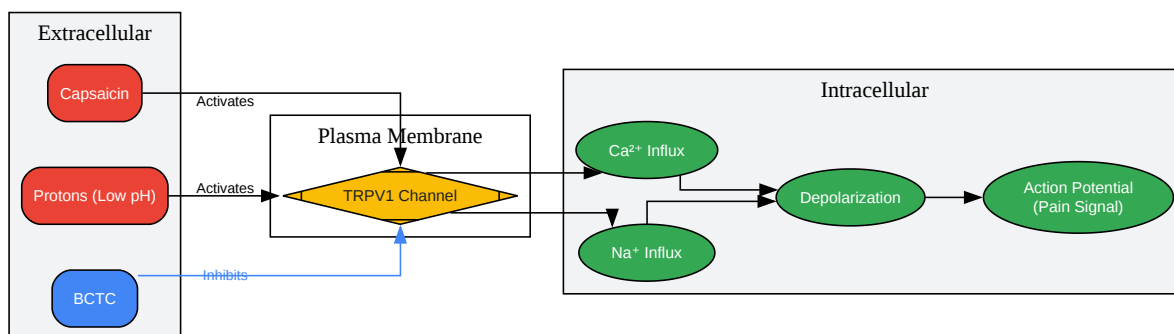 Extracellular
Capsaicin
Activates
Protons (Low pH)
Activates
BCTC
Inhibits
Plasma Membrane
TRPV1 Channel
Intracellular
Ca²⁺ Influx
Na⁺ Influx
Depolarization
Action Potential
(Pain Signal)